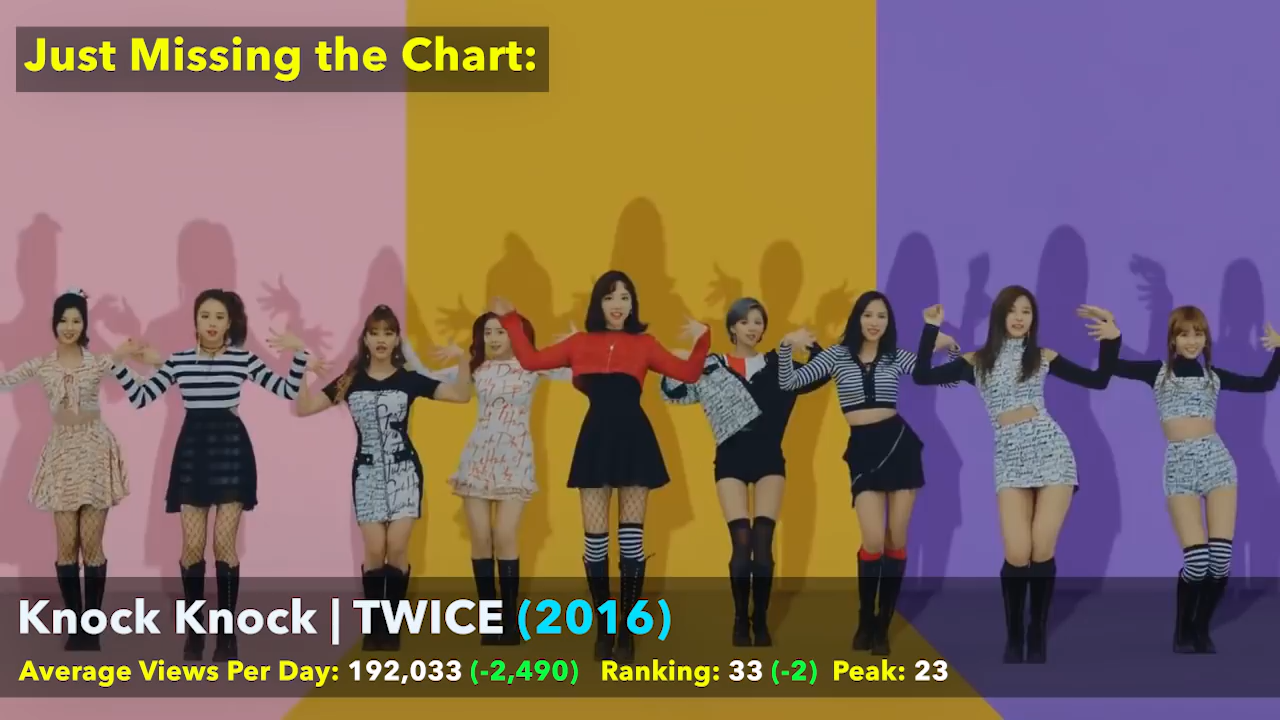 Just Missing the Chart:
Knock Knock | TWICE (2016)
Average Views Per Day: 192,033 (-2,490) Ranking: 33 (-2) Peak: 23